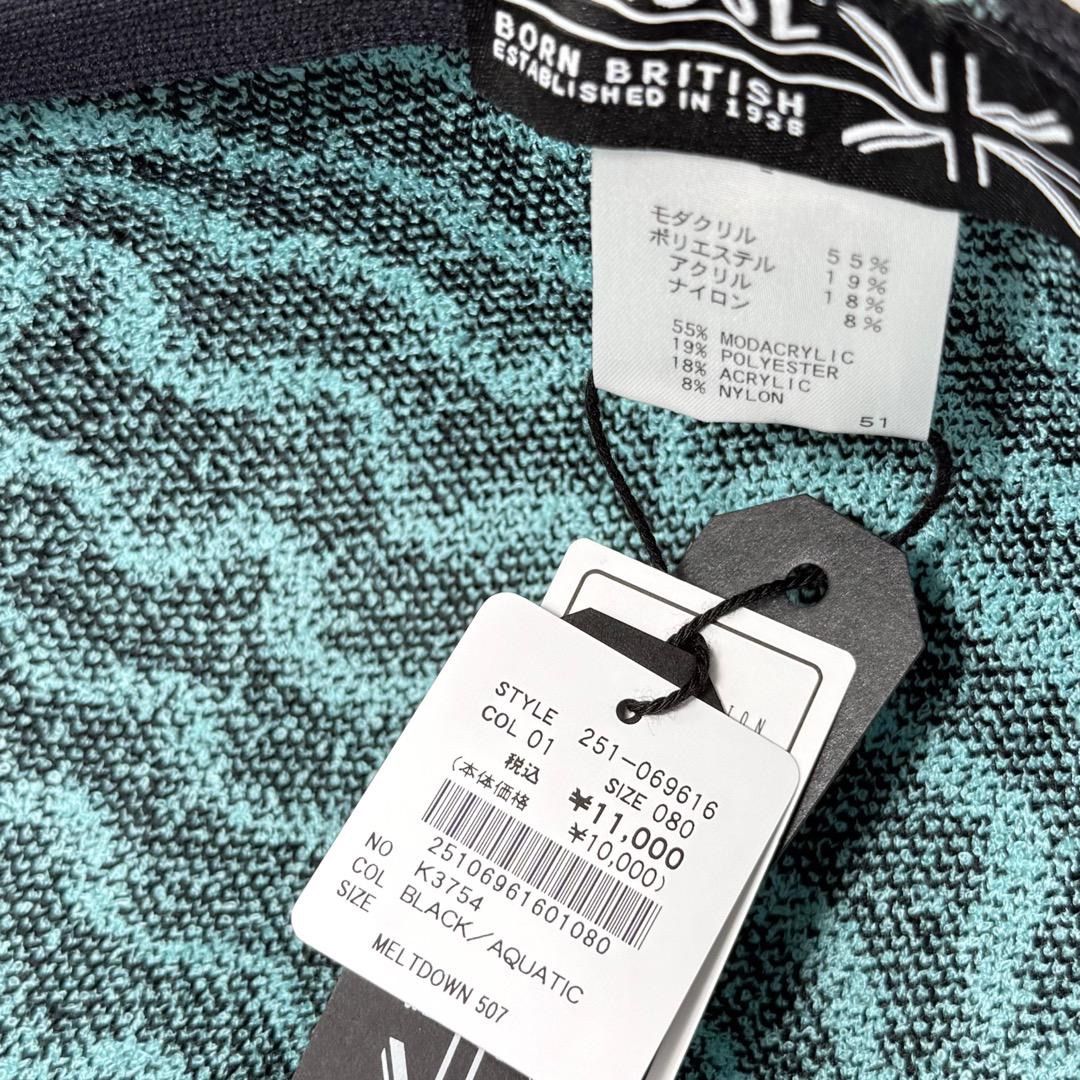 BORN BRITISH
ESTABLISHED IN 1938
モダクリル 55%
ポリエステル 19%
アクリル 18%
ナイロン 8%
55% MODACRYLIC
19% POLYESTER
18% ACRYLIC
8% NYLON
51
STYLE 251-069616
COL 01 SIZE 080
税込 ¥11,000
(本体価格 ¥10,000)
25106961601080
NO K3754
COL BLACK/AQUATIC
SIZE
MELTDOWN 507